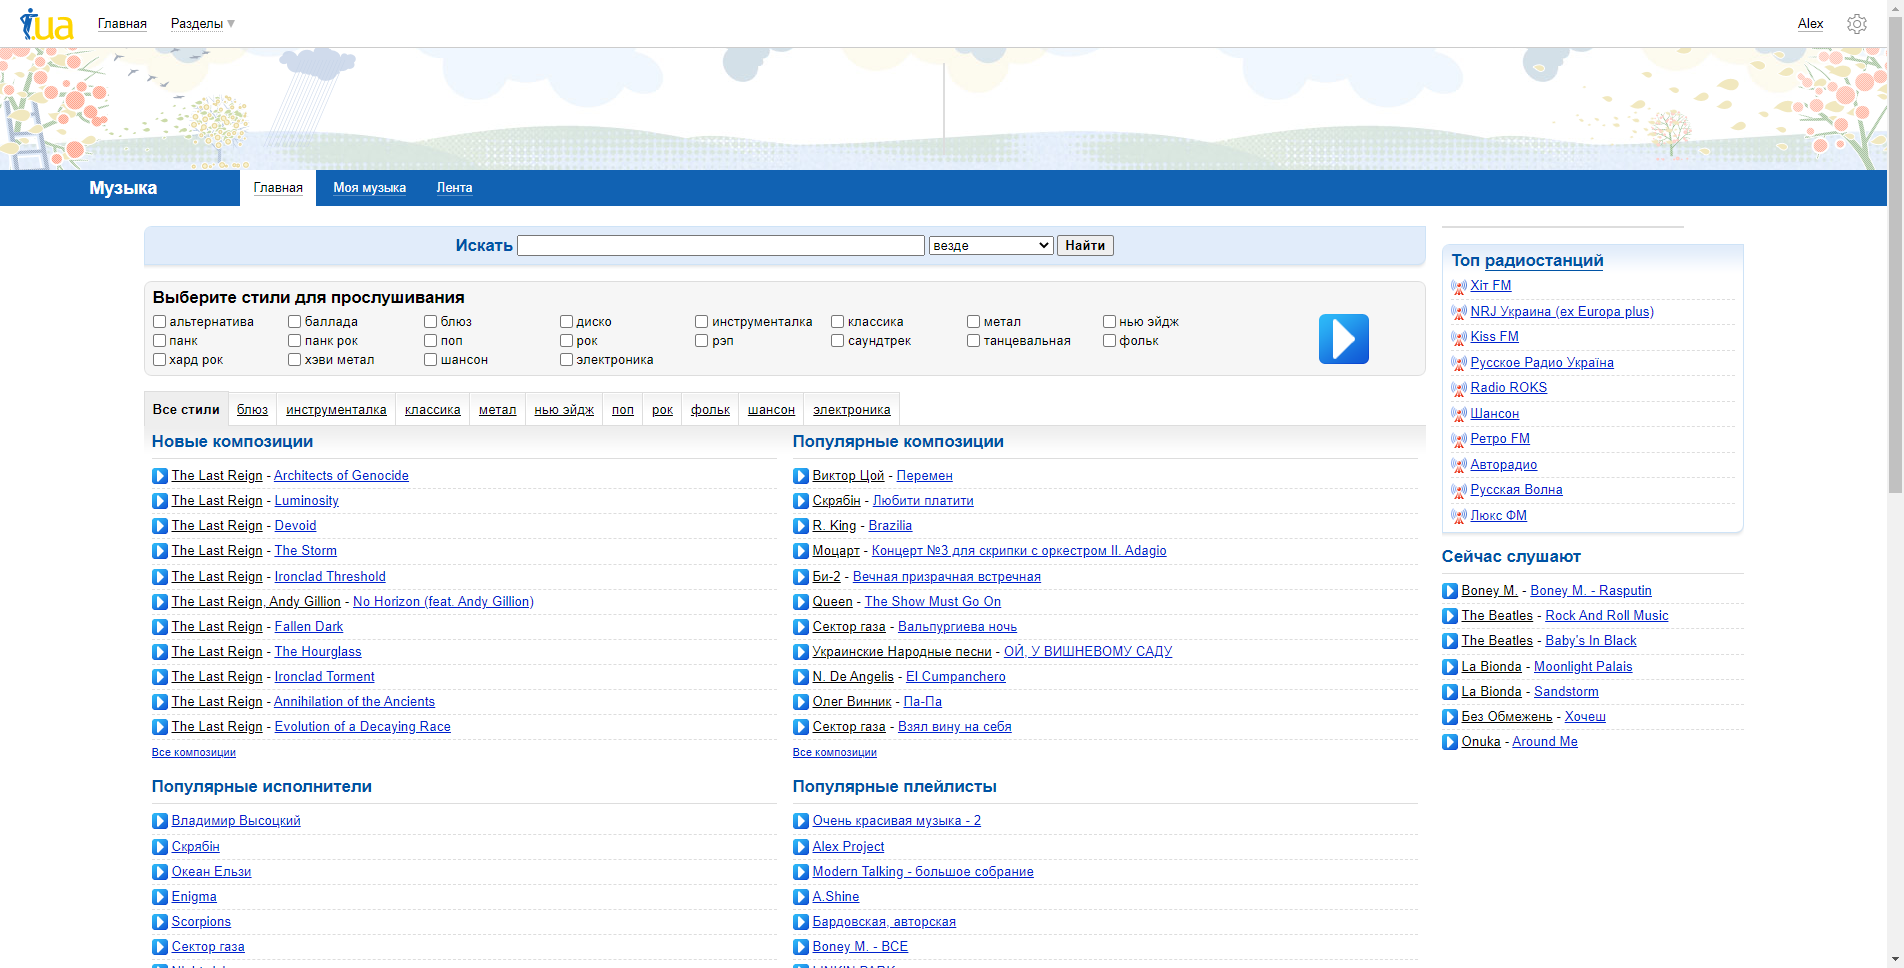 .ua
Главная
Разделы
Alex
Музыка
Главная
Моя музыка
Лента
Искать
везде
Найти
Выберите стили для прослушивания
альтернатива
баллада
блюз
диско
инструменталка
классика
метал
нью эйдж
панк
панк рок
поп
рок
рэп
саундтрек
танцевальная
фольк
хард рок
хэви метал
шансон
электроника
Все стили
блюз
инструменталка
классика
метал
нью эйдж
поп
рок
фольк
шансон
электроника
Новые композиции
The Last Reign - Architects of Genocide
The Last Reign - Luminosity
The Last Reign - Devoid
The Last Reign - The Storm
The Last Reign - Ironclad Threshold
The Last Reign, Andy Gillion - No Horizon (feat. Andy Gillion)
The Last Reign - Fallen Dark
The Last Reign - The Hourglass
The Last Reign - Ironclad Torment
The Last Reign - Annihilation of the Ancients
The Last Reign - Evolution of a Decaying Race
Все композиции
Популярные композиции
Виктор Цой - Перемен
Скрябін - Любити платити
R. King - Brazilia
Моцарт - Концерт №3 для скрипки с оркестром II. Adagio
Би-2 - Вечная призрачная встречная
Queen - The Show Must Go On
Сектор газа - Вальпургиева ночь
Украинские Народные песни - ОЙ, У ВИШНЕВОМУ САДУ
N. De Angelis - El Cumpanchero
Олег Винник - Па-Па
Сектор газа - Взял вину на себя
Все композиции
Популярные исполнители
Владимир Высоцкий
Скрябін
Океан Ельзи
Enigma
Scorpions
Сектор газа
Популярные плейлисты
Очень красивая музыка - 2
Alex Project
Modern Talking - большое собрание
A.Shine
Бардовская, авторская
Boney M. - ВСЕ
Топ радиостанций
Хіт FM
NRJ Украина (ex Europa plus)
Kiss FM
Русское Радио Україна
Radio ROKS
Шансон
Ретро FM
Авторадио
Русская Волна
Люкс ФМ
Сейчас слушают
Boney M. - Boney M. - Rasputin
The Beatles - Rock And Roll Music
The Beatles - Baby's In Black
La Bionda - Moonlight Palais
La Bionda - Sandstorm
Без Обмежень - Хочеш
Onuka - Around Me